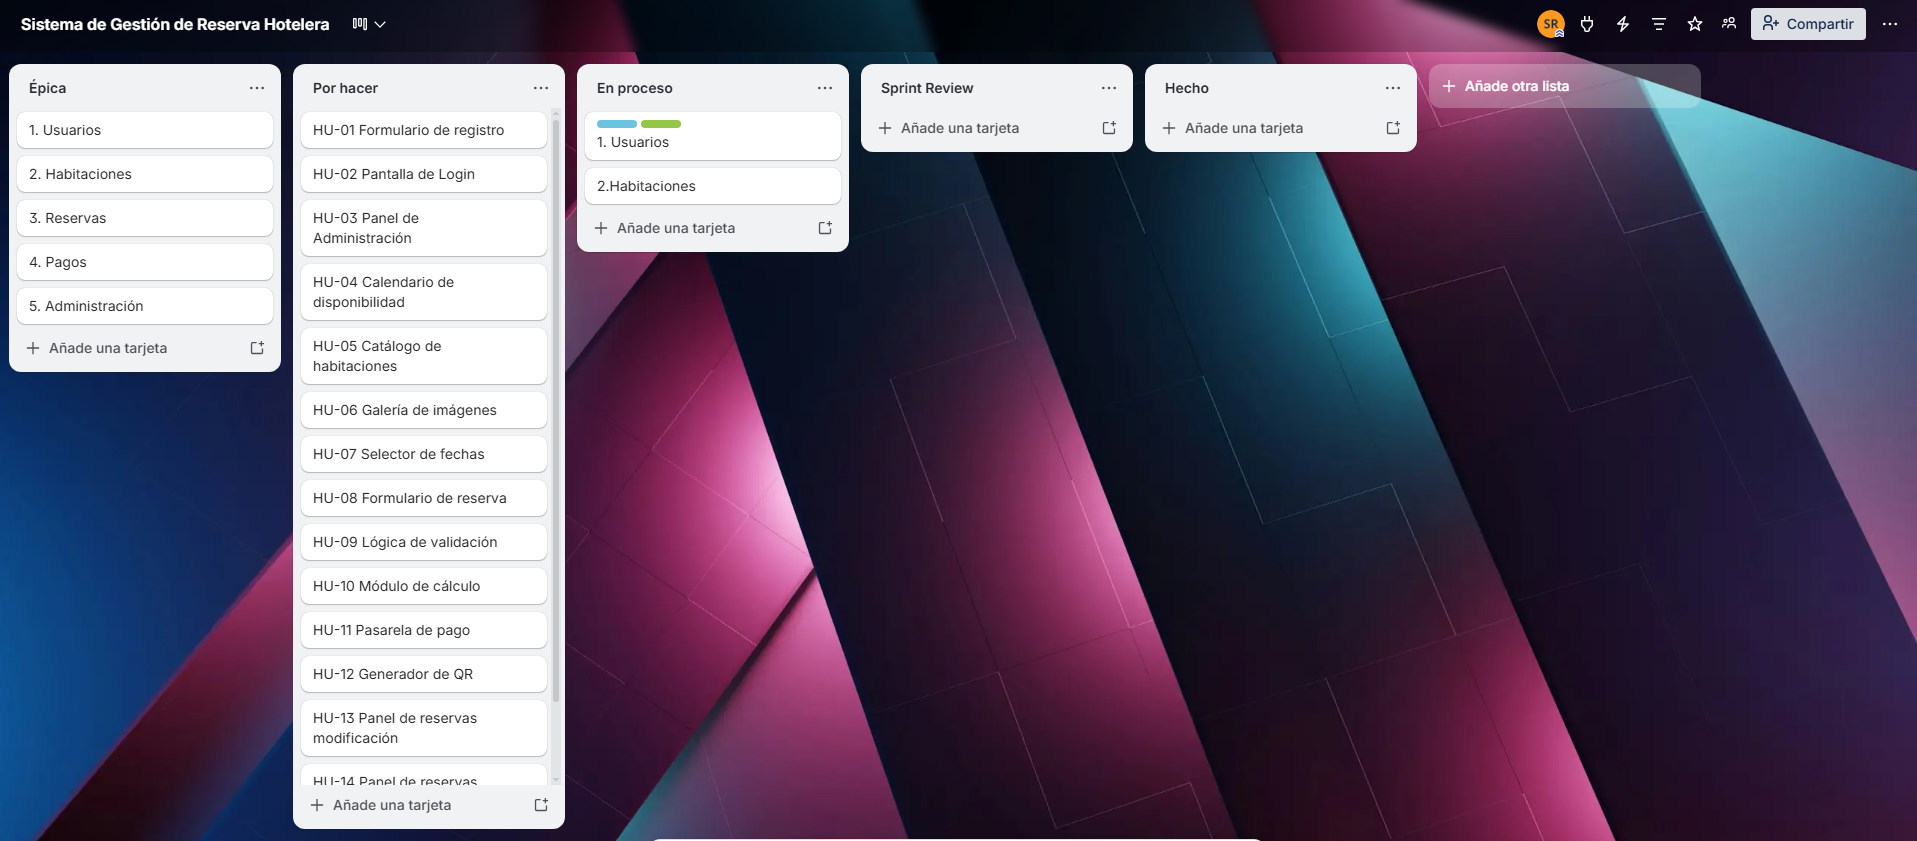 Sistema de Gestión de Reserva Hotelera
SR
Compartir
Épica
1. Usuarios
2. Habitaciones
3. Reservas
4. Pagos
5. Administración
Añade una tarjeta
Por hacer
HU-01 Formulario de registro
HU-02 Pantalla de Login
HU-03 Panel de
Administración
HU-04 Calendario de
disponibilidad
HU-05 Catálogo de
habitaciones
HU-06 Galería de imágenes
HU-07 Selector de fechas
HU-08 Formulario de reserva
HU-09 Lógica de validación
HU-10 Módulo de cálculo
HU-11 Pasarela de pago
HU-12 Generador de QR
HU-13 Panel de reservas
modificación
HU-14 Panel de reservas
Añade una tarjeta
En proceso
1. Usuarios
2.Habitaciones
Añade una tarjeta
Sprint Review
Añade una tarjeta
Hecho
Añade una tarjeta
Añade otra lista